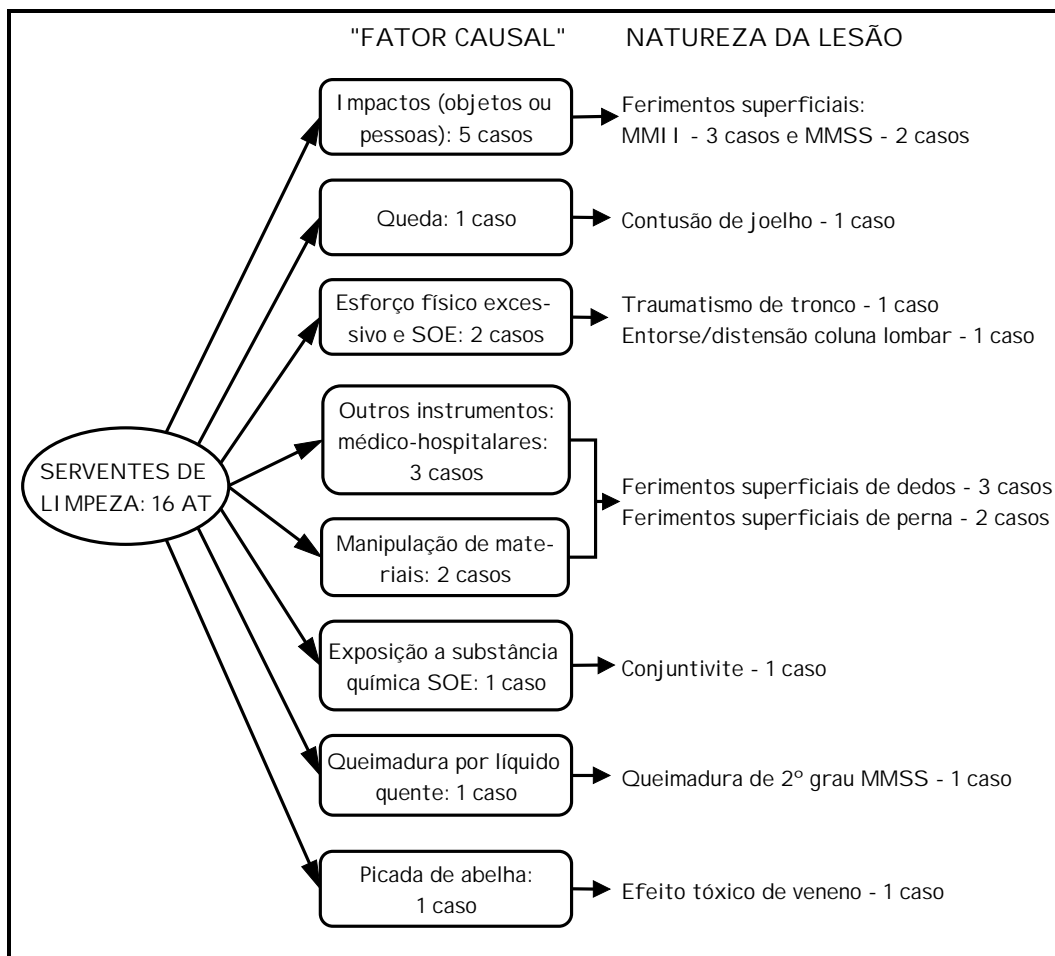 "FATOR CAUSAL" NATUREZA DA LESÃO
Impactos (objetos ou
pessoas): 5 casos
Ferimentos superficiais:
MMII - 3 casos e MMSS - 2 casos
Queda: 1 caso
Contusão de joelho - 1 caso
Esforço físico exces-
sivo e SOE: 2 casos
Traumatismo de tronco - 1 caso
Entorse/distensão coluna lombar - 1 caso
Outros instrumentos:
médico-hospitalares:
3 casos
SERVENTES DE
LIMPEZA: 16 AT
Manipulação de mate-
riais: 2 casos
Ferimentos superficiais de dedos - 3 casos
Ferimentos superficiais de perna - 2 casos
Exposição a substância
química SOE: 1 caso
Conjuntivite - 1 caso
Queimadura por líquido
quente: 1 caso
Queimadura de 2º grau MMSS - 1 caso
Picada de abelha:
1 caso
Efeito tóxico de veneno - 1 caso